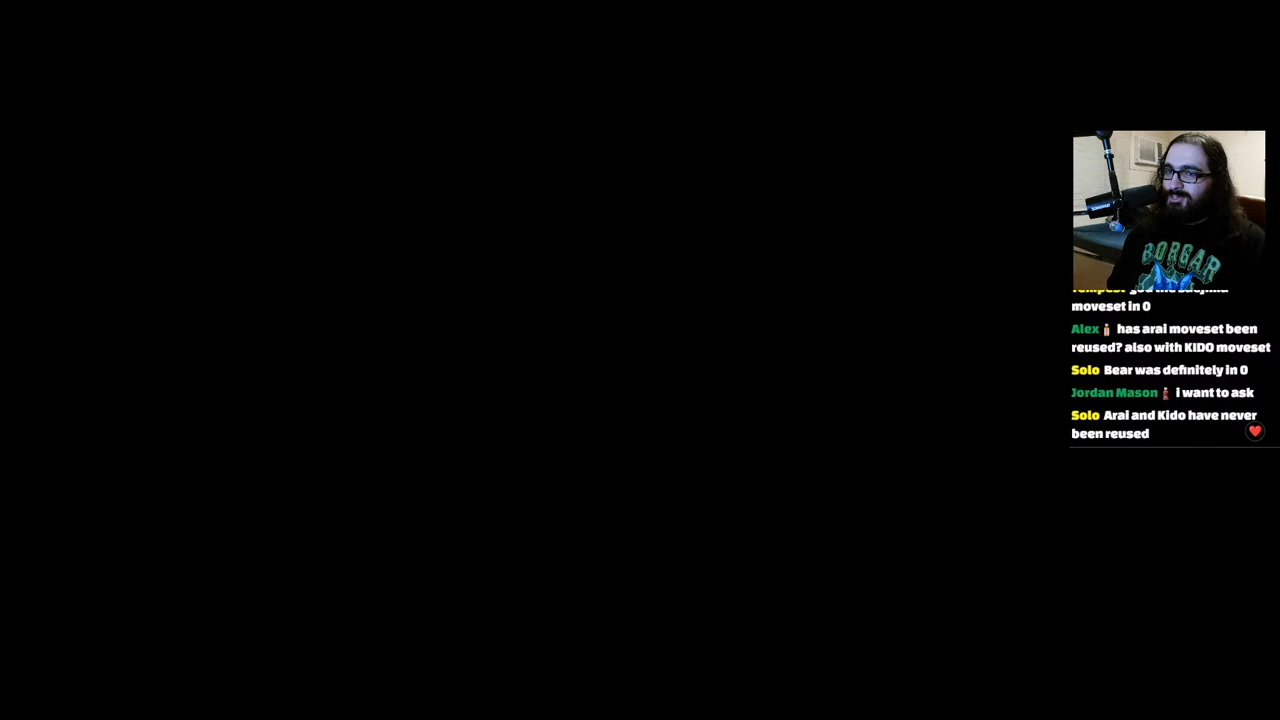 BORGAR
moveset in 0
Alex has arai moveset been
reused? also with KIDO moveset
Solo Bear was definitely in 0
Jordan Mason i want to ask
Solo Arai and Kido have never
been reused